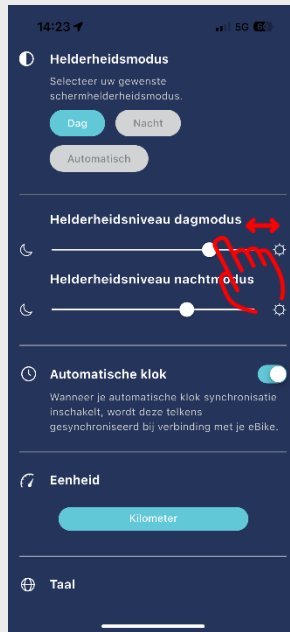 14:23
5G
Helderheidsmodus
Selecteer uw gewenste
schermhelderheidsmodus.
Dag
Nacht
Automatisch
Helderheidsniveau dagmodus
Helderheidsniveau nachtmodus
Automatische klok
Wanneer je automatische klok synchronisatie
inschakelt, wordt deze telkens
gesynchroniseerd bij verbinding met je eBike.
Eenheid
Kilometer
Taal